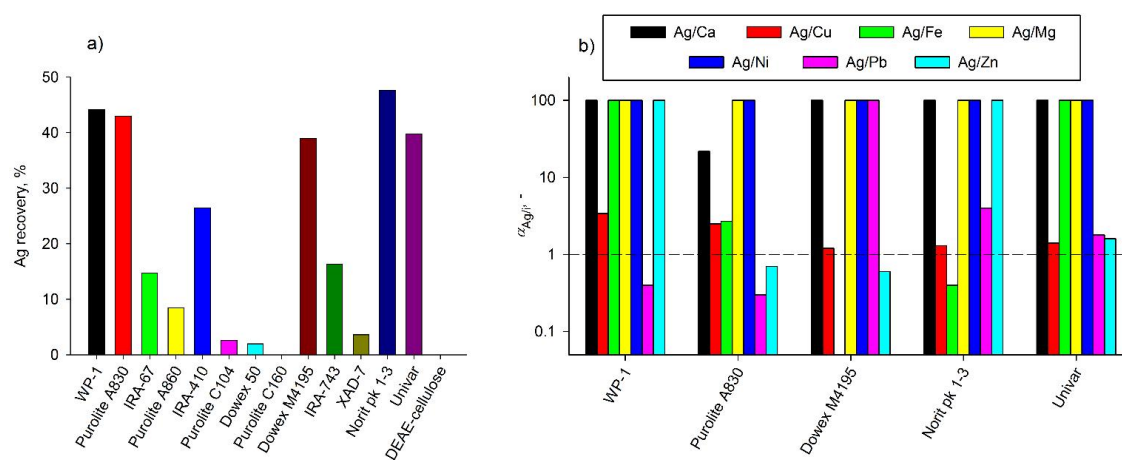 a)
50
40
30
20
10
0
Ag recovery, %
WP-1
Purolite A830
IRA-67
Purolite A860
IRA-410
Purolite C104
Dowex 50
Purolite C160
Dowex M4195
IRA-743
XAD-7
Norit pk 1-3
Univar
DEAE-cellulose
b)
Ag/Ca Ag/Cu Ag/Fe Ag/Mg
Ag/Ni Ag/Pb Ag/Zn
100
10
1
0.1
αAg/i, -
WP-1
Purolite A830
Dowex M4195
Norit pk 1-3
Univar